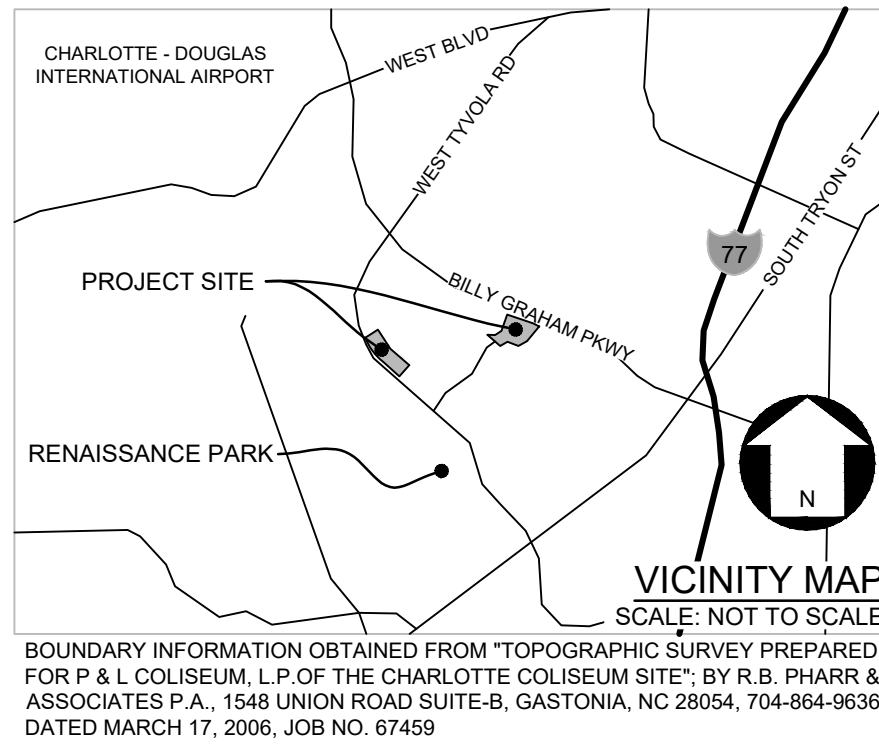 CHARLOTTE - DOUGLAS
INTERNATIONAL AIRPORT
WEST BLVD
WEST TYVOLA RD
SOUTH TRYON ST
77
PROJECT SITE
BILLY GRAHAM PKWY
RENAISSANCE PARK
N
VICINITY MAP
SCALE: NOT TO SCALE
BOUNDARY INFORMATION OBTAINED FROM "TOPOGRAPHIC SURVEY PREPARED
FOR P & L COLISEUM, L.P.OF THE CHARLOTTE COLISEUM SITE"; BY R.B. PHARR &
ASSOCIATES P.A., 1548 UNION ROAD SUITE-B, GASTONIA, NC 28054, 704-864-9636
DATED MARCH 17, 2006, JOB NO. 67459